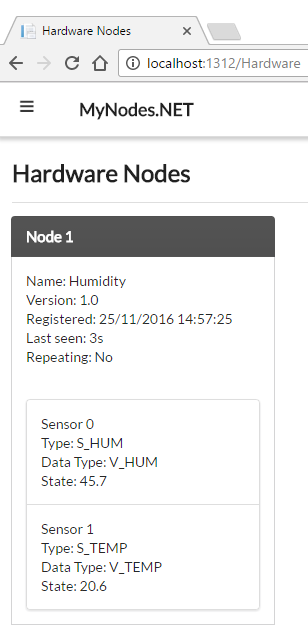 Hardware Nodes
localhost:1312/Hardware
MyNodes.NET
Hardware Nodes
Node 1
Name: Humidity
Version: 1.0
Registered: 25/11/2016 14:57:25
Last seen: 3s
Repeating: No
Sensor 0
Type: S_HUM
Data Type: V_HUM
State: 45.7
Sensor 1
Type: S_TEMP
Data Type: V_TEMP
State: 20.6